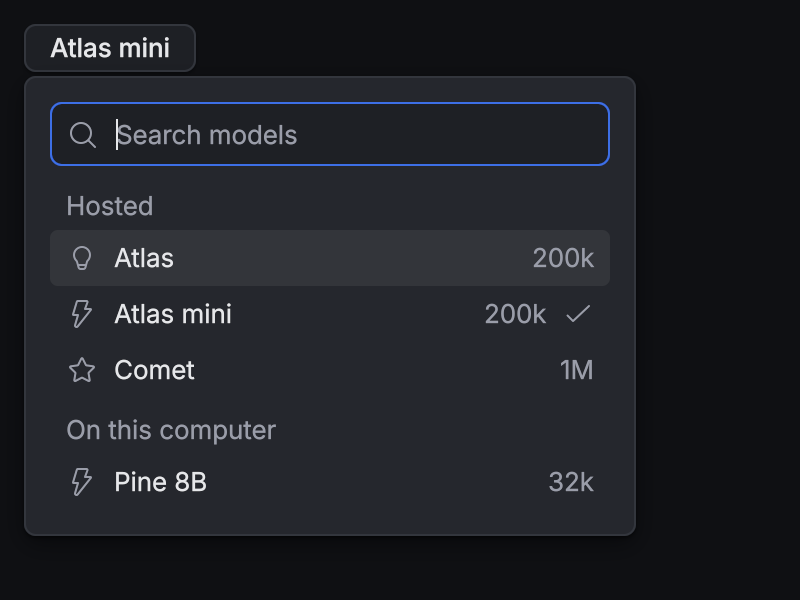 Atlas mini
Search models
Hosted
Atlas 200k
Atlas mini 200k
Comet 1M
On this computer
Pine 8B 32k